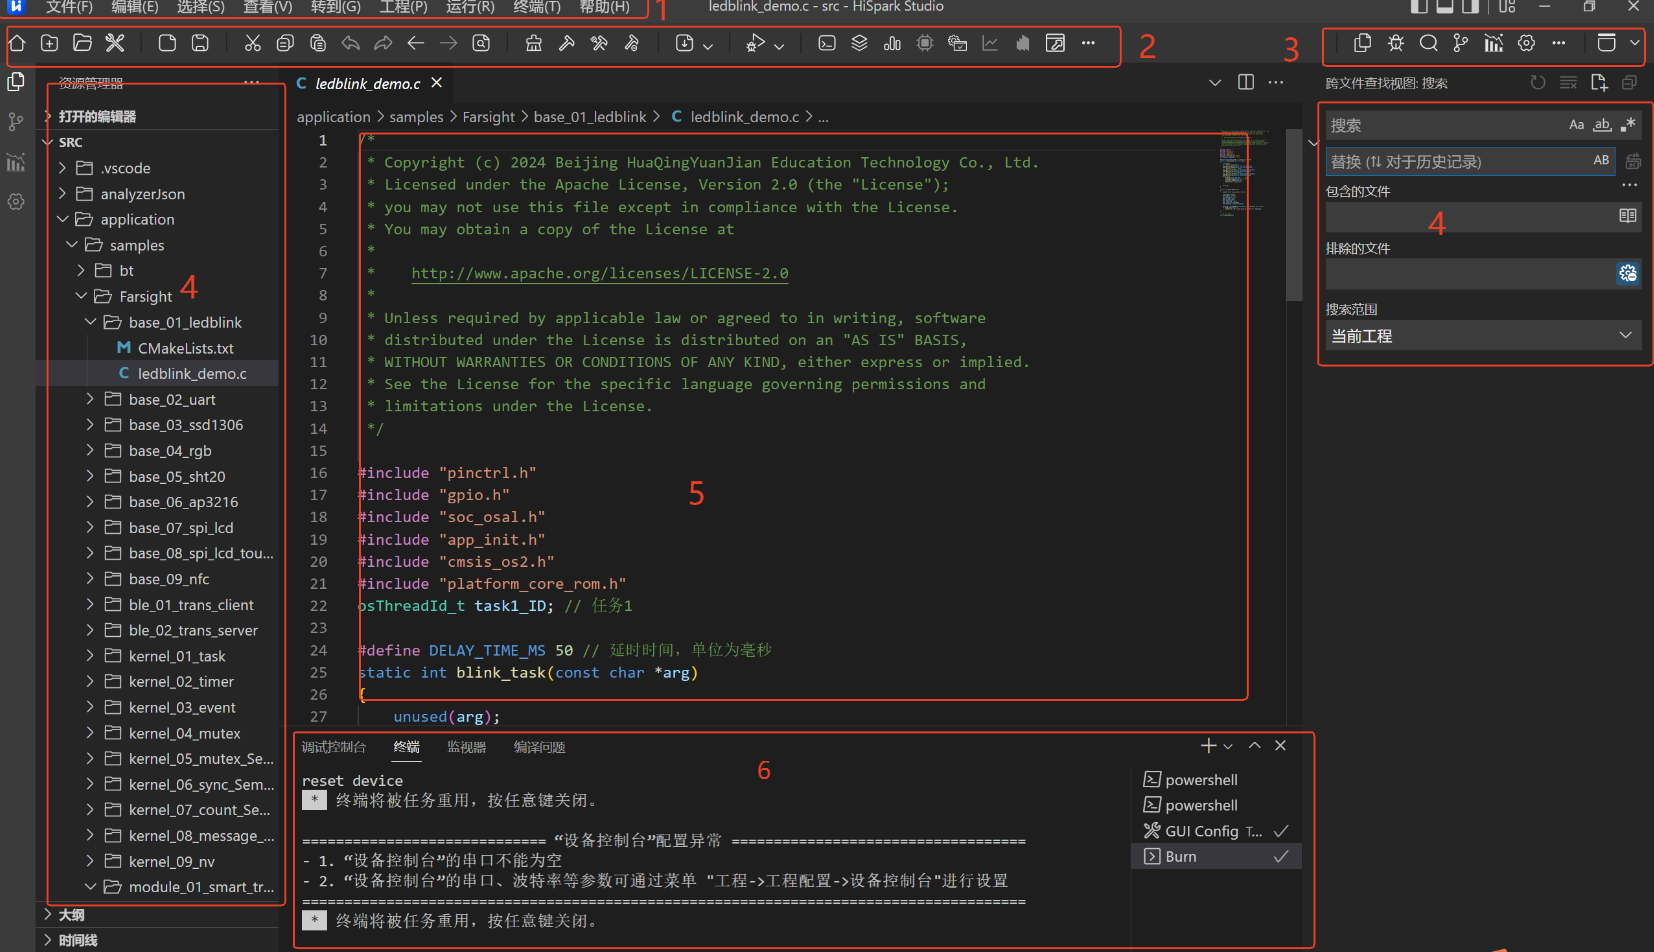 文件(F) 编辑(E) 选择(S) 查看(V) 转到(G) 工程(P) 运行(R) 终端(T) 帮助(H) 1 ledblink_demo.c - src - HiSpark Studio
2
3
资源管理器
打开的编辑器
SRC
.vscode
analyzerJson
application
samples
bt
Farsight 4
base_01_ledblink
M CMakeLists.txt
C ledblink_demo.c
base_02_uart
base_03_ssd1306
base_04_rgb
base_05_sht20
base_06_ap3216
base_07_spi_lcd
base_08_spi_lcd_tou...
base_09_nfc
ble_01_trans_client
ble_02_trans_server
kernel_01_task
kernel_02_timer
kernel_03_event
kernel_04_mutex
kernel_05_mutex_Se...
kernel_06_sync_Sem...
kernel_07_count_Se...
kernel_08_message_...
kernel_09_nv
module_01_smart_tr...
大纲
时间线
C ledblink_demo.c
application > samples > Farsight > base_01_ledblink > C ledblink_demo.c > ...
1 /*
2 * Copyright (c) 2024 Beijing HuaQingYuanJian Education Technology Co., Ltd.
3 * Licensed under the Apache License, Version 2.0 (the "License");
4 * you may not use this file except in compliance with the License.
5 * You may obtain a copy of the License at
6 *
7 * http://www.apache.org/licenses/LICENSE-2.0
8 *
9 * Unless required by applicable law or agreed to in writing, software
10 * distributed under the License is distributed on an "AS IS" BASIS,
11 * WITHOUT WARRANTIES OR CONDITIONS OF ANY KIND, either express or implied.
12 * See the License for the specific language governing permissions and
13 * limitations under the License.
14 */
15
16 #include "pinctrl.h"
17 #include "gpio.h"
18 #include "soc_osal.h"
19 #include "app_init.h"
20 #include "cmsis_os2.h"
21 #include "platform_core_rom.h"
22 osThreadId_t task1_ID; // 任务1
23
24 #define DELAY_TIME_MS 50 // 延时时间，单位为毫秒
25 static int blink_task(const char *arg)
26 {
27 unused(arg);
5
跨文件查找视图: 搜索
搜索 Aa ab
替换 (⇅ 对于历史记录) AB
包含的文件
4
排除的文件
搜索范围
当前工程
调试控制台 终端 监视器 编译问题
6
reset device
* 终端将被任务重用，按任意键关闭。
============================ “设备控制台”配置异常 ==================================
- 1. “设备控制台”的串口不能为空
- 2. “设备控制台”的串口、波特率等参数可通过菜单 "工程->工程配置->设备控制台"进行设置
====================================================================================
* 终端将被任务重用，按任意键关闭。
powershell
powershell
GUI Config T...
Burn